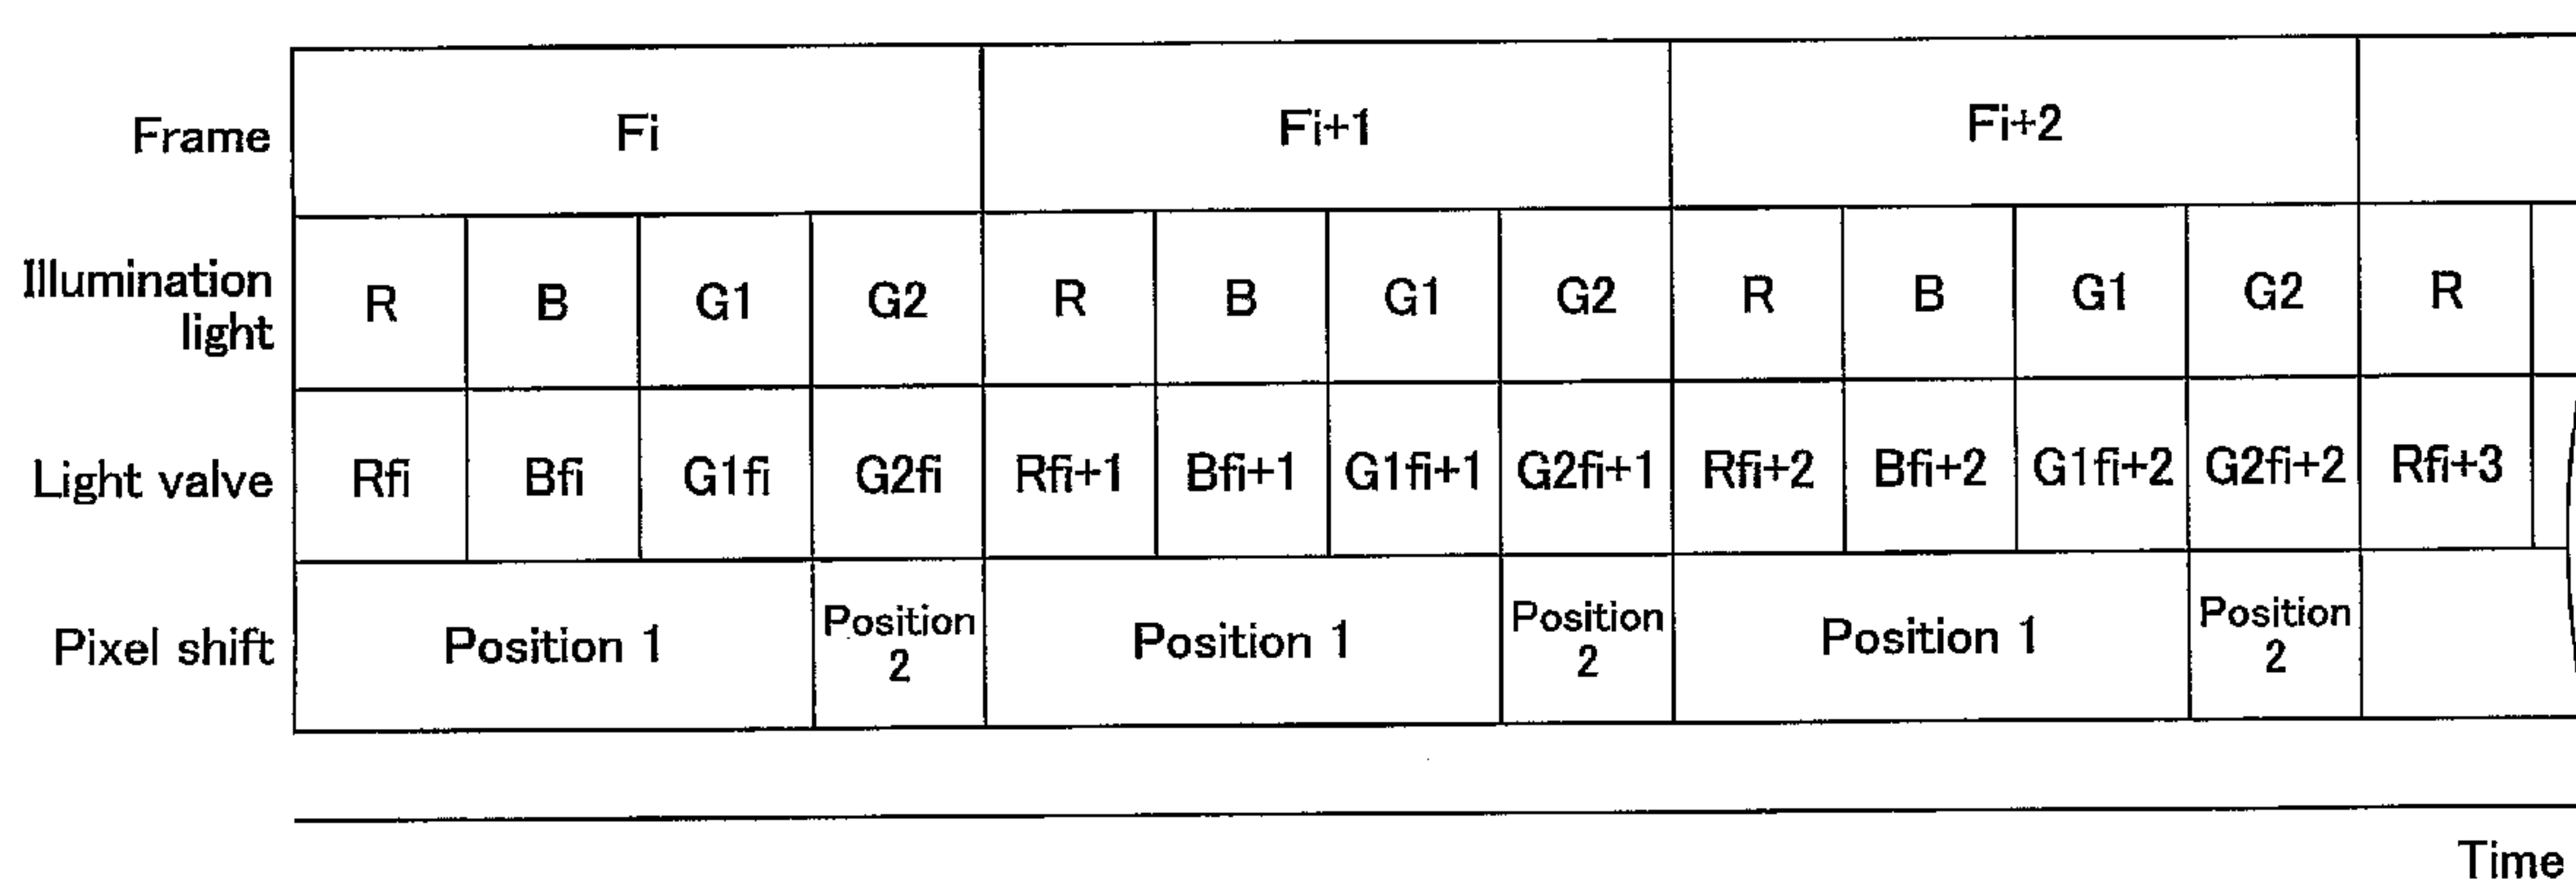 Frame Fi Fi+1 Fi+2
Illumination
light R B G1 G2 R B G1 G2 R B G1 G2 R
Light valve Rfi Bfi G1fi G2fi Rfi+1 Bfi+1 G1fi+1 G2fi+1 Rfi+2 Bfi+2 G1fi+2 G2fi+2 Rfi+3
Pixel shift Position 1 Position
2 Position 1 Position
2 Position 1 Position
2
Time